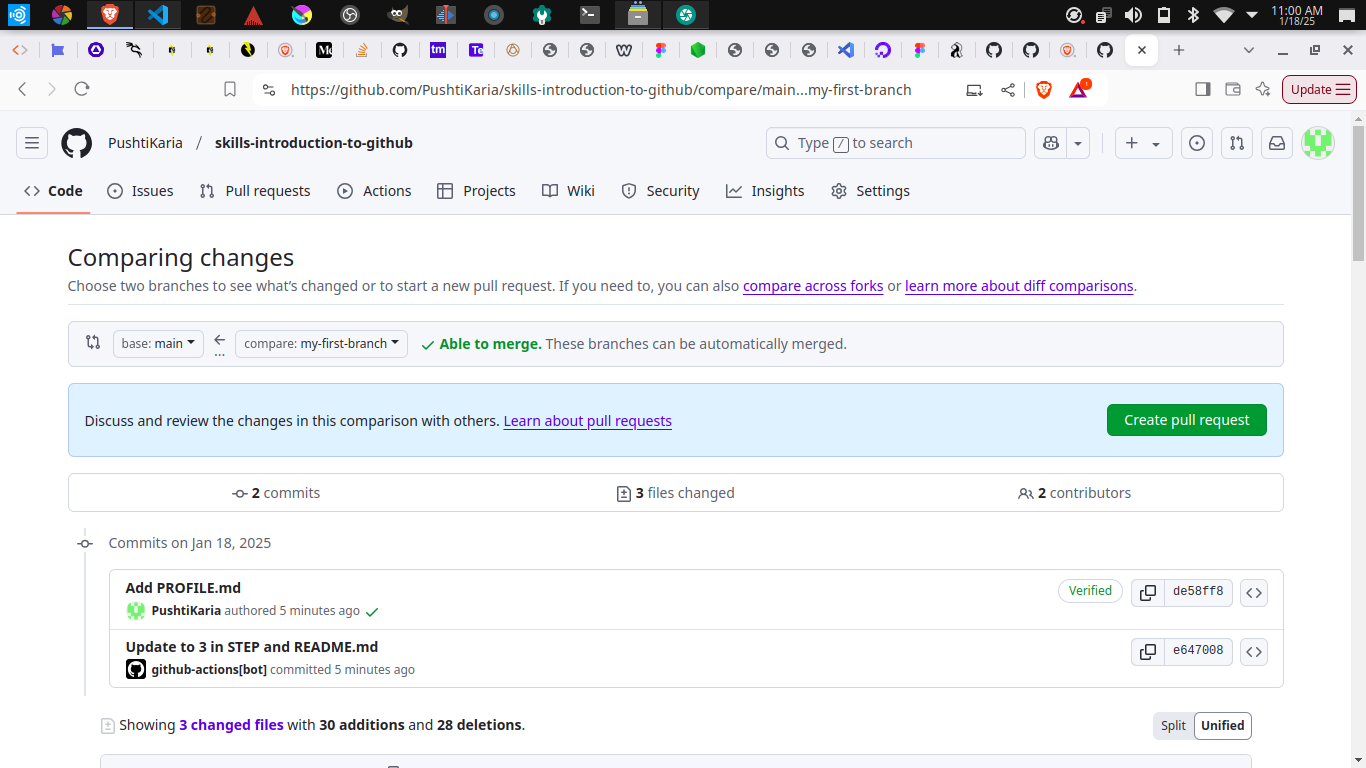 11:00 AM
1/18/25
tm
Te
https://github.com/PushtiKaria/skills-introduction-to-github/compare/main...my-first-branch
1
Update
PushtiKaria / skills-introduction-to-github
Type / to search
Code
Issues
Pull requests
Actions
Projects
Wiki
Security
Insights
Settings
Comparing changes
Choose two branches to see what's changed or to start a new pull request. If you need to, you can also compare across forks or learn more about diff comparisons.
base: main
...
compare: my-first-branch
Able to merge. These branches can be automatically merged.
Discuss and review the changes in this comparison with others. Learn about pull requests
Create pull request
2 commits
3 files changed
2 contributors
Commits on Jan 18, 2025
Add PROFILE.md
PushtiKaria authored 5 minutes ago
Verified
de58ff8
Update to 3 in STEP and README.md
github-actions[bot] committed 5 minutes ago
e647008
Showing 3 changed files with 30 additions and 28 deletions.
Split
Unified